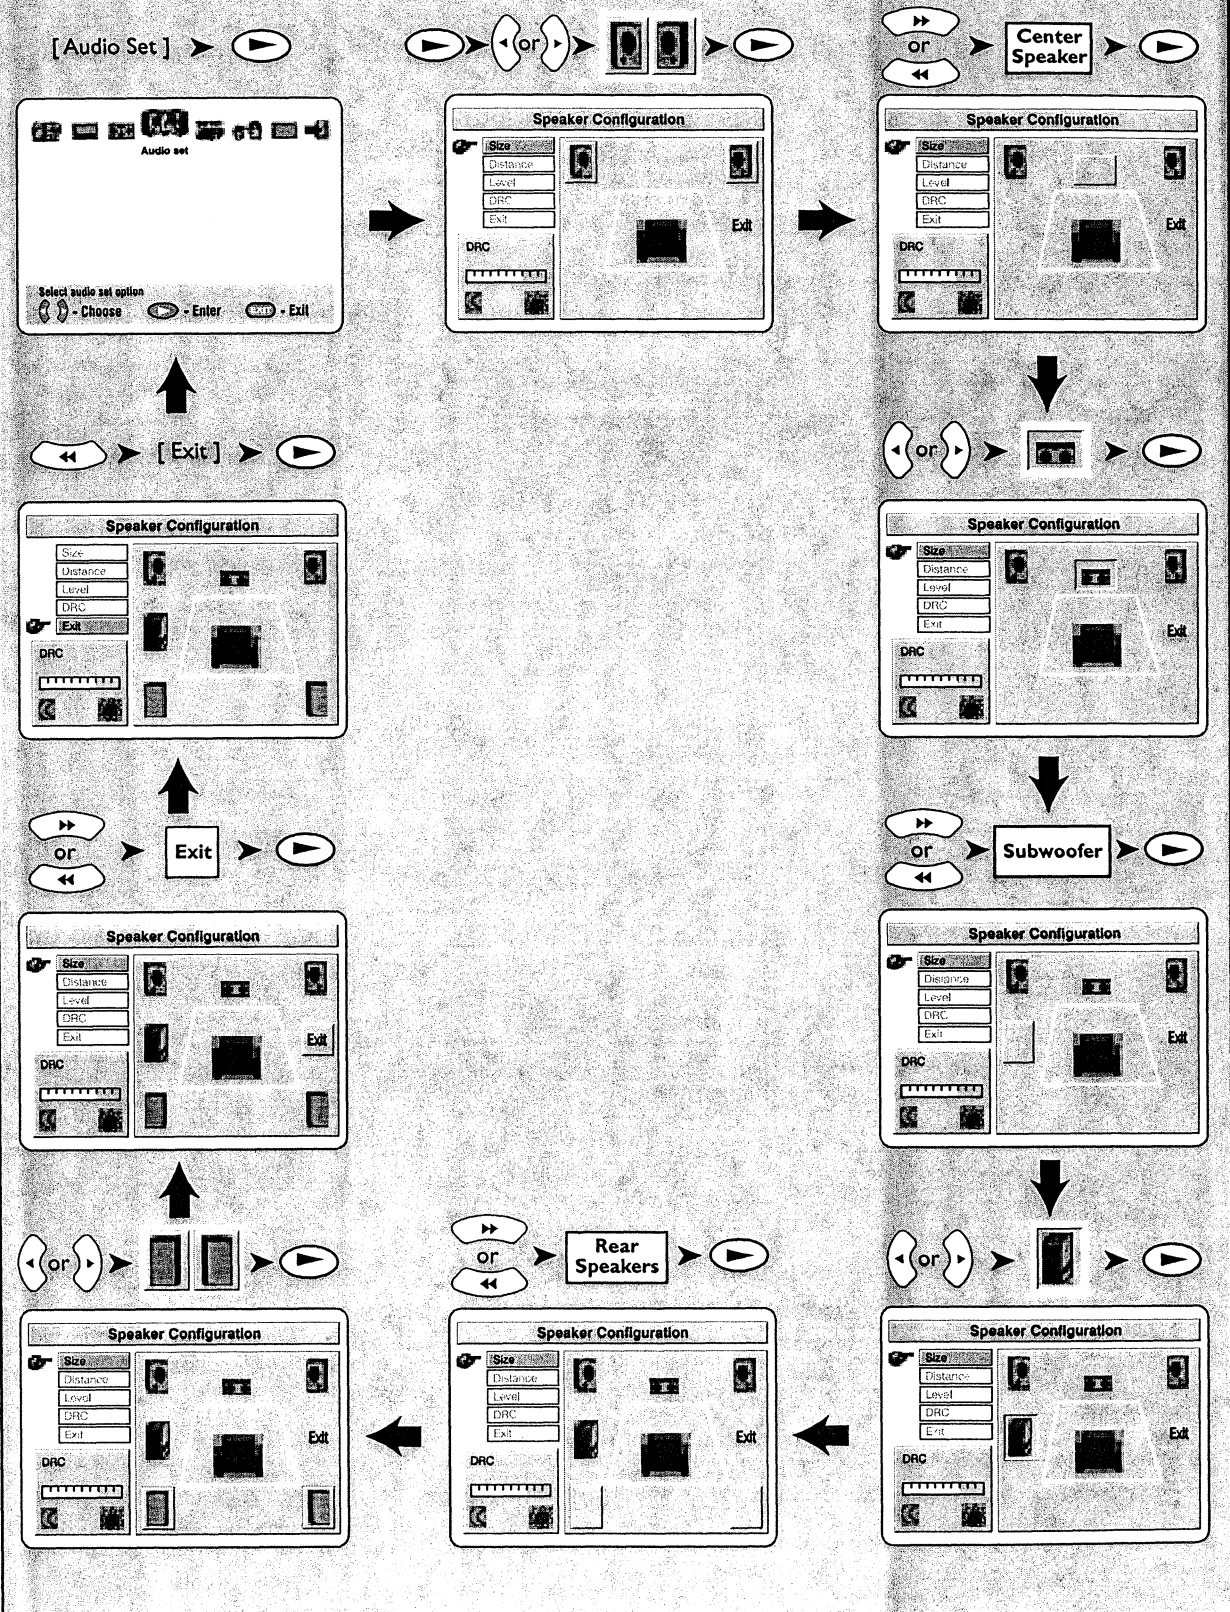 [ Audio Set ]
or
or
Center
Speaker
Audio set
Select audio set option
- Choose
- Enter
EXIT - Exit
Speaker Configuration
Size
Distance
Level
DRC
Exit
DRC
Exit
Speaker Configuration
Size
Distance
Level
DRC
Exit
DRC
Exit
[ Exit ]
or
Speaker Configuration
Size
Distance
Level
DRC
Exit
DRC
Speaker Configuration
Size
Distance
Level
DRC
Exit
DRC
Exit
or
Exit
or
Subwoofer
Speaker Configuration
Size
Distance
Level
DRC
Exit
DRC
Exit
Speaker Configuration
Size
Distance
Level
DRC
Exit
DRC
Exit
or
or
Rear
Speakers
or
Speaker Configuration
Size
Distance
Level
DRC
Exit
DRC
Exit
Speaker Configuration
Size
Distance
Level
DRC
Exit
DRC
Exit
Speaker Configuration
Size
Distance
Level
DRC
Exit
DRC
Exit